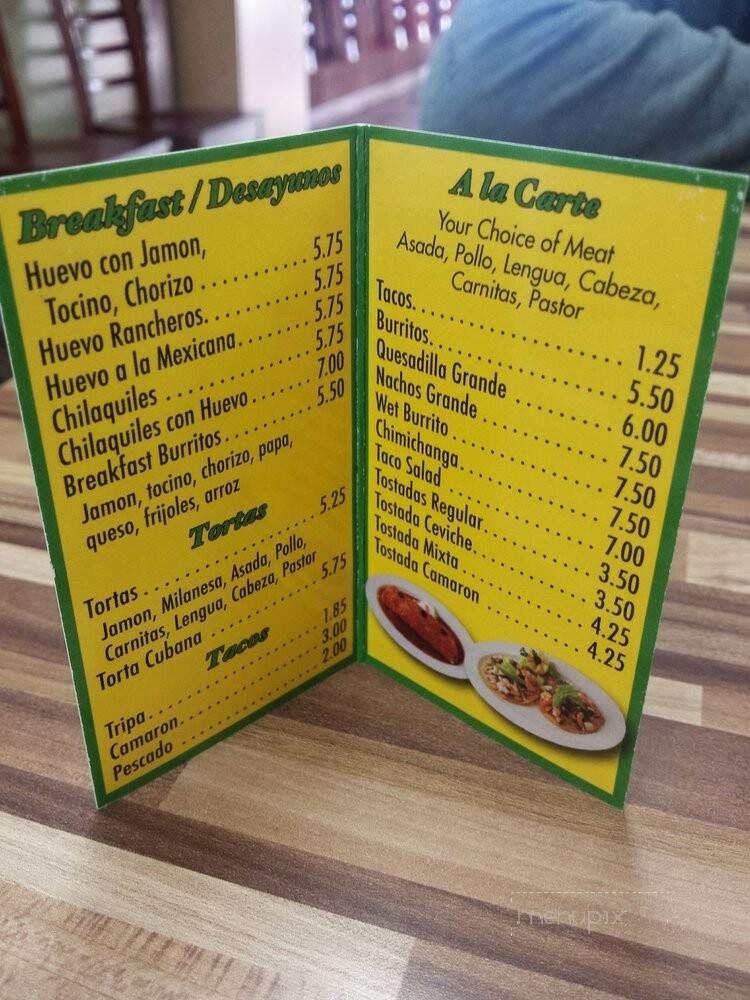 Breakfast / Desayunos
Huevo con Jamon,
Tocino, Chorizo ........... 5.75
Huevo Rancheros. ........... 5.75
Huevo a la Mexicana ........... 5.75
Chilaquiles ........... 5.75
Chilaquiles con Huevo ....... 7.00
Breakfast Burritos ........... 5.50
Jamon, tocino, chorizo, papa,
queso, frijoles, arroz
Tortas
Tortas ........... 5.25
Jamon, Milanesa, Asada, Pollo,
Carnitas, Lengua, Cabeza, Pastor
Torta Cubana ........... 5.75
Tacos
Tripa ........... 1.85
Camaron ........... 3.00
Pescado ........... 2.00
A la Carte
Your Choice of Meat
Asada, Pollo, Lengua, Cabeza,
Carnitas, Pastor
Tacos ........... 1.25
Burritos ........... 5.50
Quesadilla Grande ........... 6.00
Nachos Grande ........... 7.50
Wet Burrito ........... 7.50
Chimichanga ........... 7.50
Taco Salad ........... 7.00
Tostadas Regular ........... 3.50
Tostada Ceviche ........... 3.50
Tostada Mixta ........... 4.25
Tostada Camaron ........... 4.25
menupix